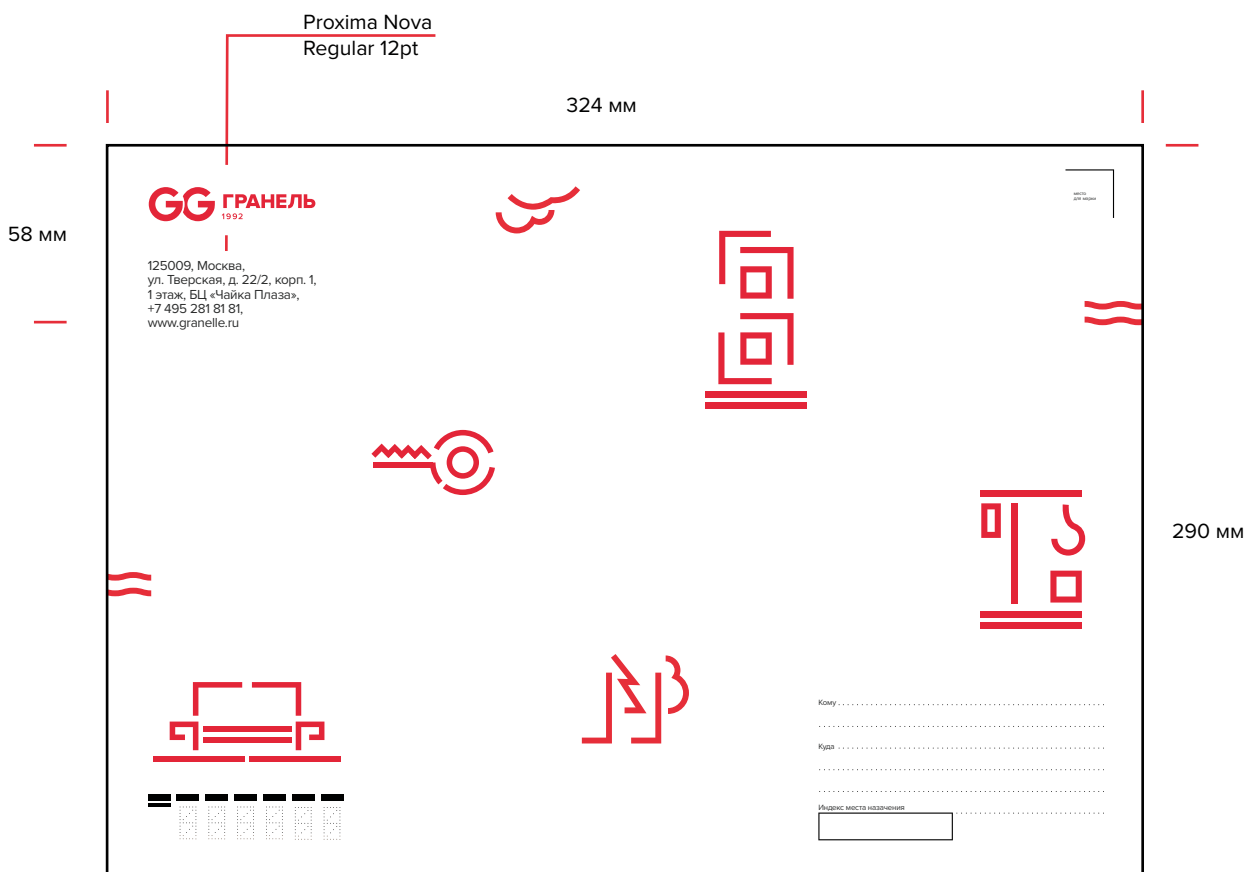 Proxima Nova
Regular 12pt
324 мм
58 мм
GG ГРАНЕЛЬ
1992
место
для марки
125009, Москва,
ул. Тверская, д. 22/2, корп. 1,
1 этаж, БЦ «Чайка Плаза»,
+7 495 281 81 81,
www.granelle.ru
290 мм
Кому
Куда
Индекс места назачения